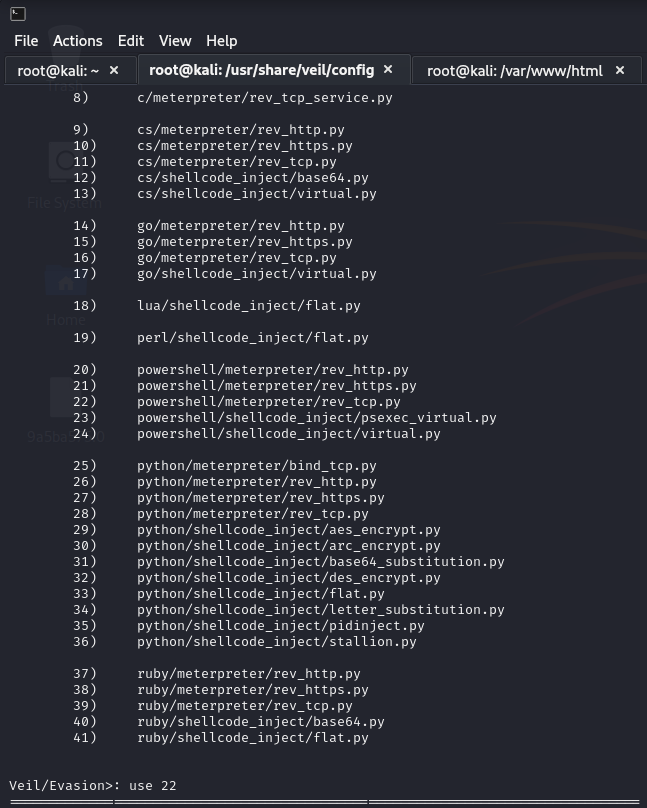 File Actions Edit View Help
root@kali: ~ × root@kali: /usr/share/veil/config × root@kali: /var/www/html ×
8) c/meterpreter/rev_tcp_service.py
9) cs/meterpreter/rev_http.py
10) cs/meterpreter/rev_https.py
11) cs/meterpreter/rev_tcp.py
12) cs/shellcode_inject/base64.py
13) cs/shellcode_inject/virtual.py
File System
14) go/meterpreter/rev_http.py
15) go/meterpreter/rev_https.py
16) go/meterpreter/rev_tcp.py
17) go/shellcode_inject/virtual.py
18) lua/shellcode_inject/flat.py
Home
19) perl/shellcode_inject/flat.py
20) powershell/meterpreter/rev_http.py
21) powershell/meterpreter/rev_https.py
22) powershell/meterpreter/rev_tcp.py
23) powershell/shellcode_inject/psexec_virtual.py
24) powershell/shellcode_inject/virtual.py
25) python/meterpreter/bind_tcp.py
26) python/meterpreter/rev_http.py
27) python/meterpreter/rev_https.py
28) python/meterpreter/rev_tcp.py
29) python/shellcode_inject/aes_encrypt.py
30) python/shellcode_inject/arc_encrypt.py
31) python/shellcode_inject/base64_substitution.py
32) python/shellcode_inject/des_encrypt.py
33) python/shellcode_inject/flat.py
34) python/shellcode_inject/letter_substitution.py
35) python/shellcode_inject/pidinject.py
36) python/shellcode_inject/stallion.py
37) ruby/meterpreter/rev_http.py
38) ruby/meterpreter/rev_https.py
39) ruby/meterpreter/rev_tcp.py
40) ruby/shellcode_inject/base64.py
41) ruby/shellcode_inject/flat.py
Veil/Evasion>: use 22